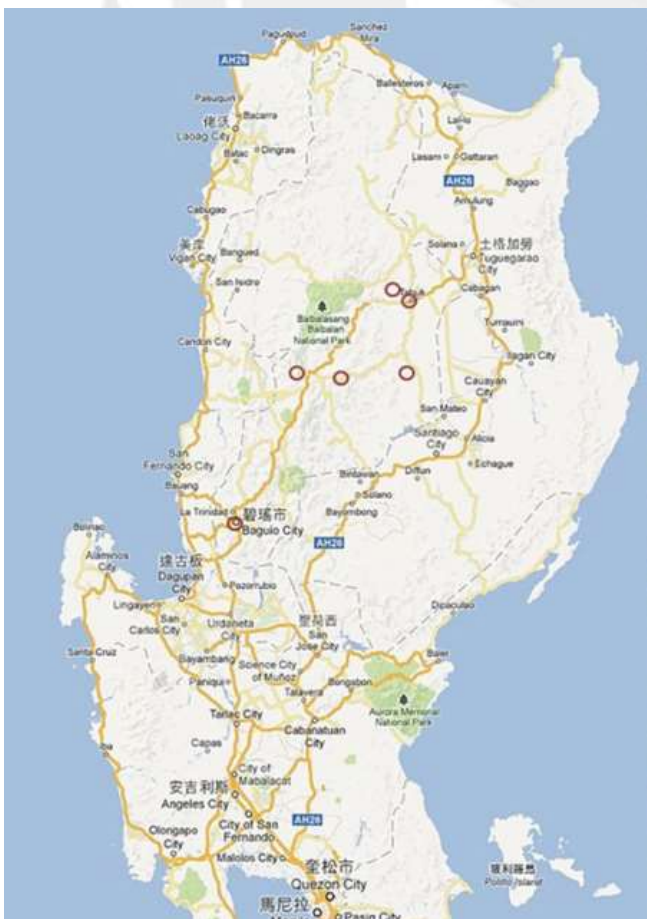 Pagudpud
Sanchez
Mira
AH26
Ballesteros
Aparri
Pasuquin
Bacarra
佬沃
Laoag City
Lal-lo
Batac
Dingras
Lasam
Gattaran
AH26
Baggao
Amulung
Cabugao
美岸
Vigan City
Bangued
Solana
土格加勞
Tuguegarao
City
San Isidro
Cabagan
Balbalasang
Balbalan
National Park
Tumauini
Candon City
Ilagan City
Cauayan
City
San Mateo
Santiago
City
Alicia
San
Fernando City
Bauang
Diffun
Echague
Solano
Bayombong
La Trinidad
碧瑤市
Baguio City
Bolinao
AH26
Alaminos
City
達古板
Dagupan
City
Pozorrubio
Lingayen
San
Carlos City
Urdaneta
City
聖荷西
San
Jose City
Dipaculao
Santa Cruz
Bayambang
Science City
of Muñoz
Baler
Paniqui
Talavera
Bongabon
Aurora Memorial
National Park
Tarlac City
Cabanatuan
City
Iba
Capas
City of
Mabalacat
安吉利斯
Angeles City
Olongapo
City
City of San
Fernando
AH26
Malolos City
奎松市
Quezon City
玻利羅島
Polillo Island
馬尼拉
Pasig City